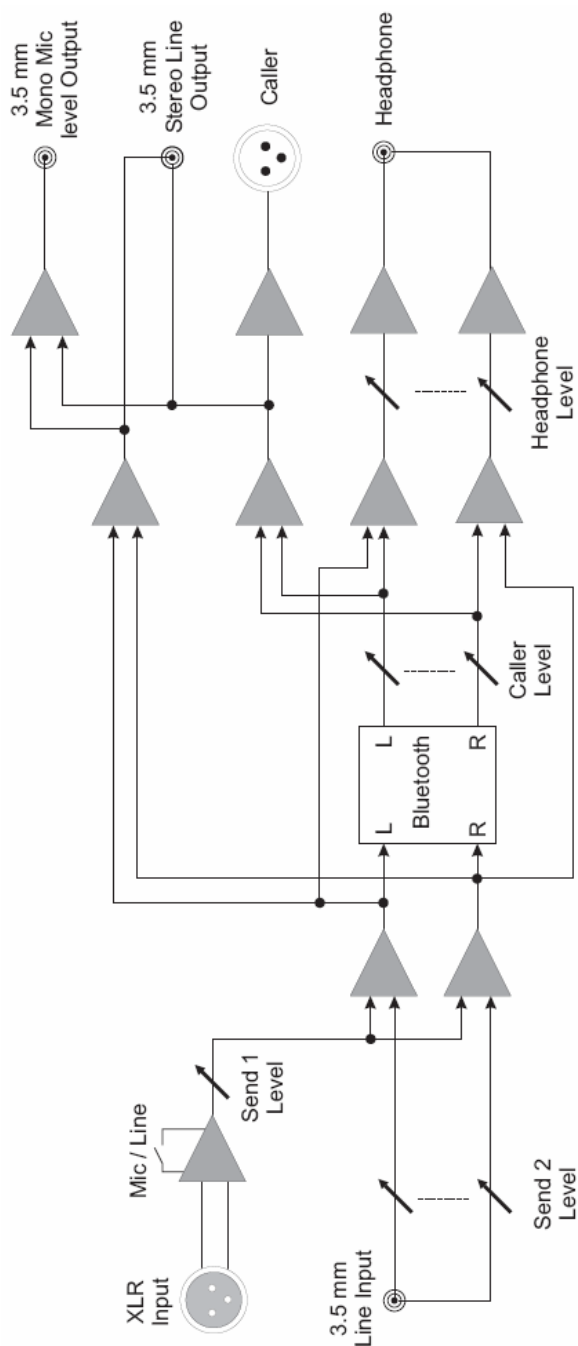 XLR
Input
Mic / Line
Send 1
Level
3.5 mm
Line Input
Send 2
Level
L
L
Bluetooth
R
R
Caller
Level
Headphone
Level
3.5 mm
Mono Mic
level Output
3.5 mm
Stereo Line
Output
Caller
Headphone